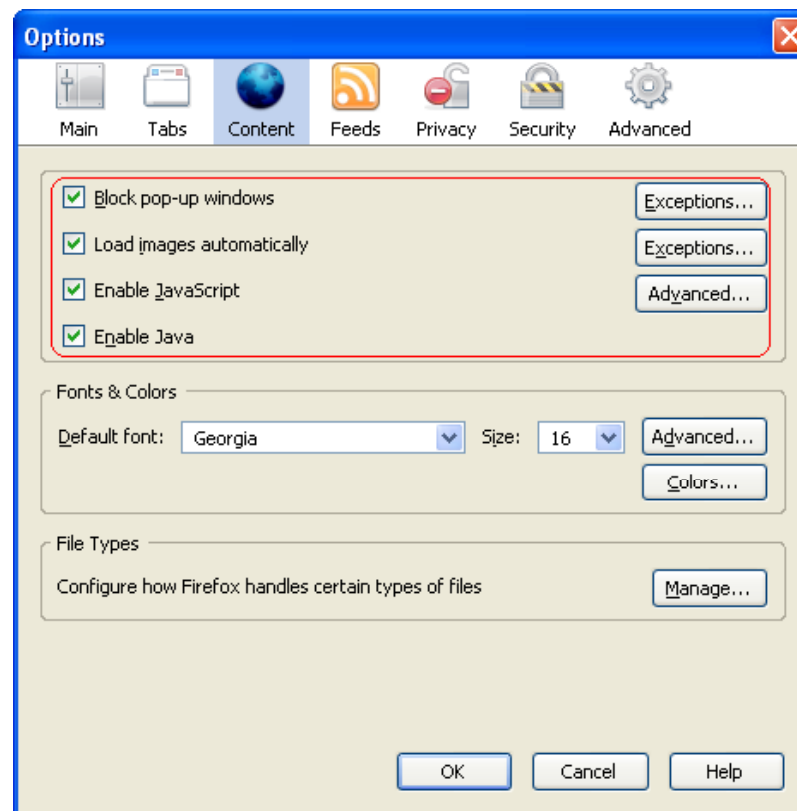 Options
Main Tabs Content Feeds Privacy Security Advanced
Block pop-up windows Exceptions...
Load images automatically Exceptions...
Enable JavaScript Advanced...
Enable Java
Fonts & Colors
Default font: Georgia Size: 16 Advanced...
Colors...
File Types
Configure how Firefox handles certain types of files Manage...
OK Cancel Help